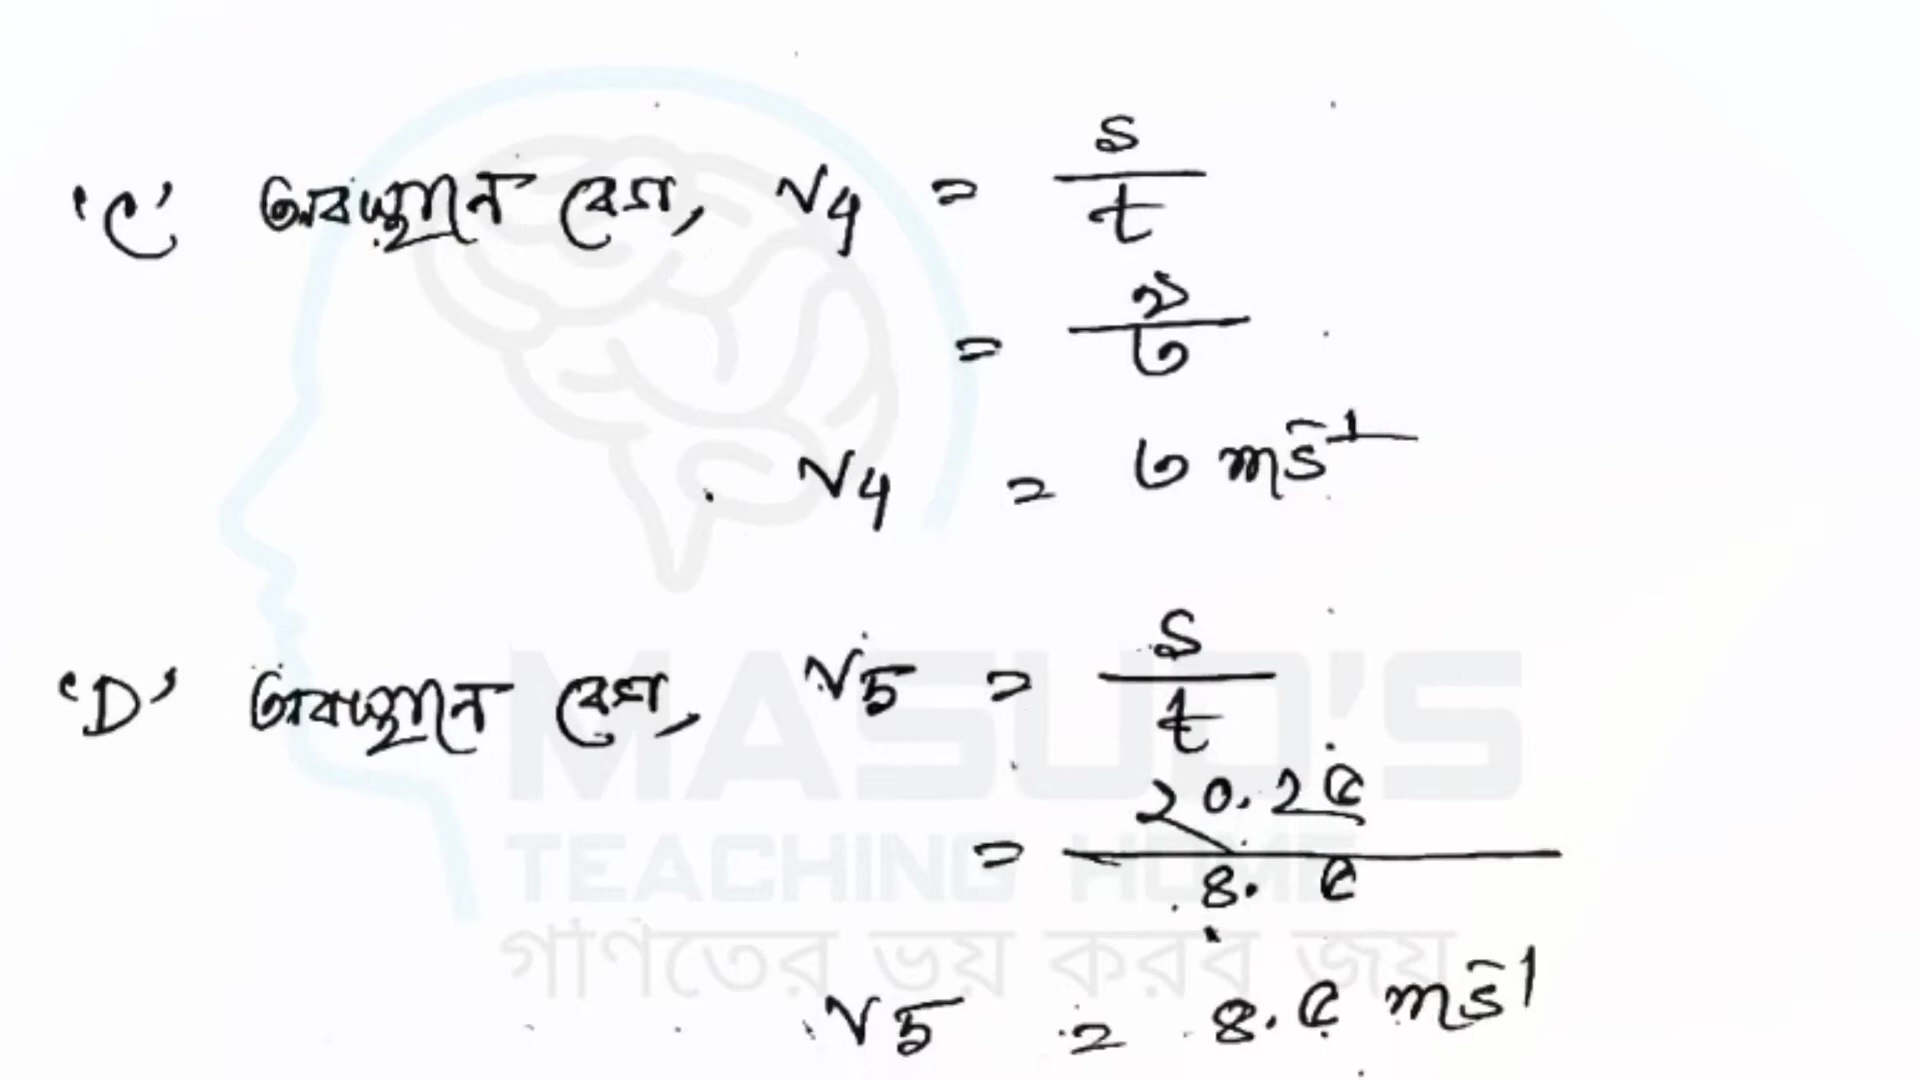 'C' অবস্থানে বেগ, v4 = s/t
= ৯/৩
v4 = ৩ ms⁻¹
'D' অবস্থানে বেগ, v5 = s/t
= ২০.২৫/৪.৫
v5 = ৪.৫ ms⁻¹
MASUD'S
TEACHING HOME
গণিতের ভয় করব জয়